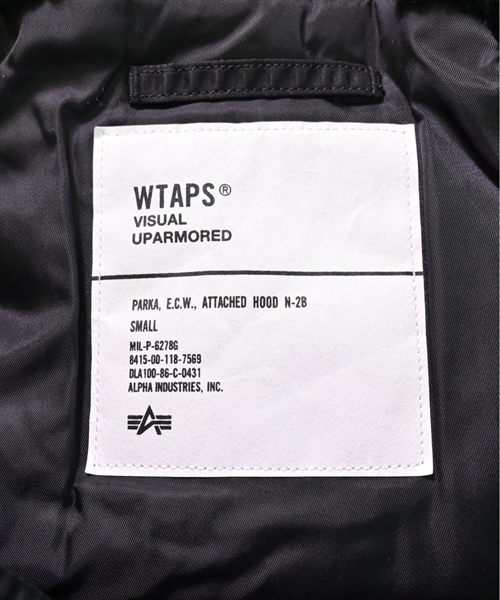 WTAPS®
VISUAL
UPARMORED
PARKA, E.C.W., ATTACHED HOOD N-2B
SMALL
MIL-P-6278G
8415-00-118-7569
DLA100-86-C-0431
ALPHA INDUSTRIES, INC.